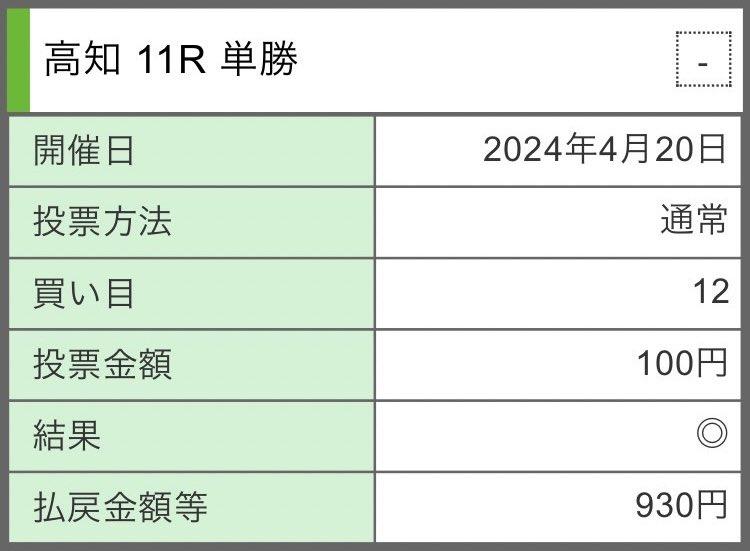 高知 11R 単勝
-
開催日 2024年4月20日
投票方法 通常
買い目 12
投票金額 100円
結果 ◎
払戻金額等 930円